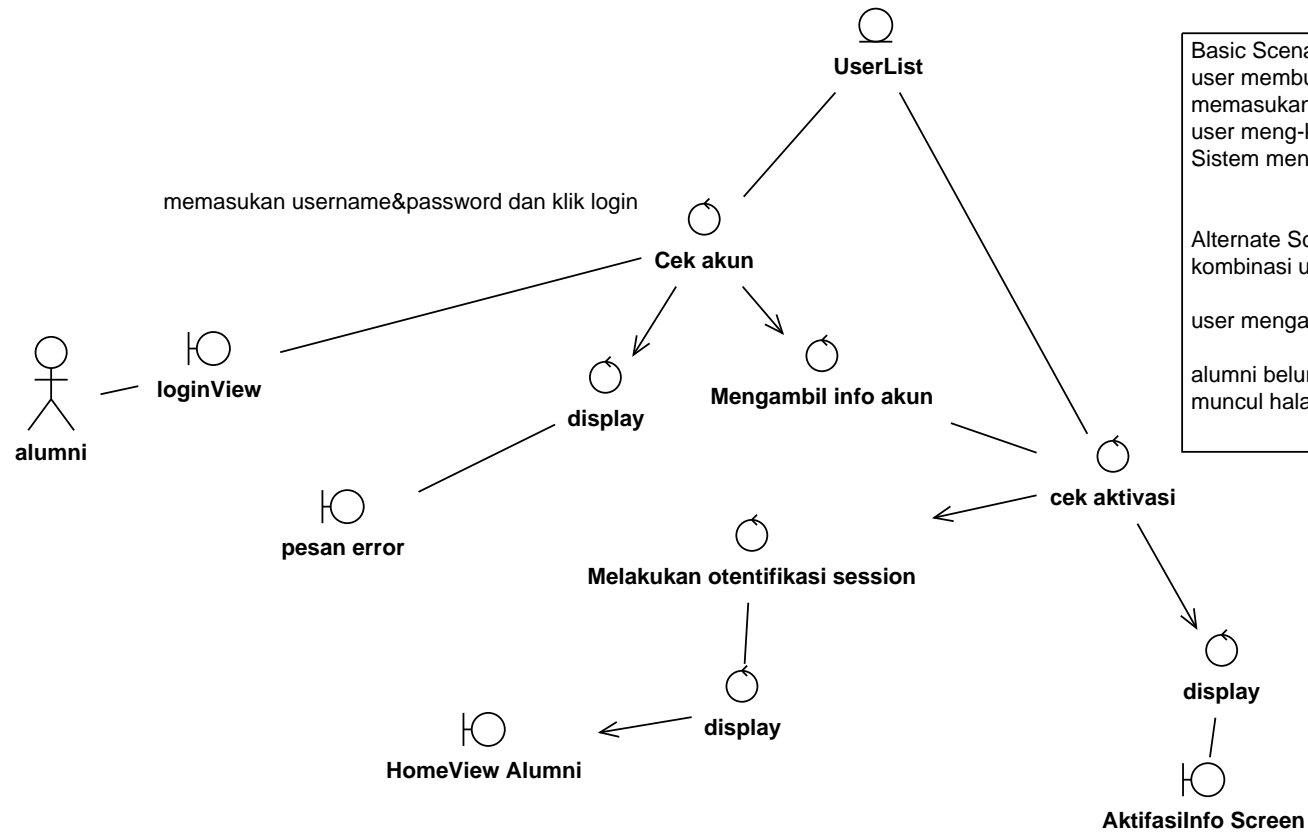 UserList
Basic Scena
user membu
memasukan
user meng-k
Sistem men
memasukan username&password dan klik login
Alternate Sc
kombinasi u
Cek akun
user menga
loginView
Mengambil info akun
alumni belur
muncul hala
display
alumni
cek aktivasi
pesan error
Melakukan otentifikasi session
display
display
HomeView Alumni
AktifasiInfo Screen